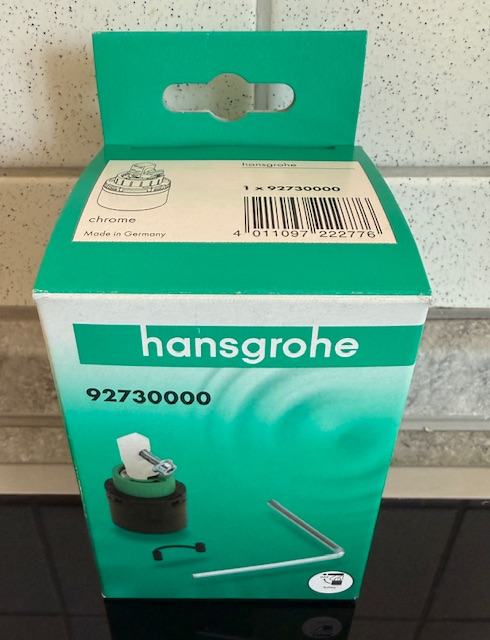 hansgrohe
1 x 92730000
chrome
Made in Germany
4 011097 222776
hansgrohe
92730000